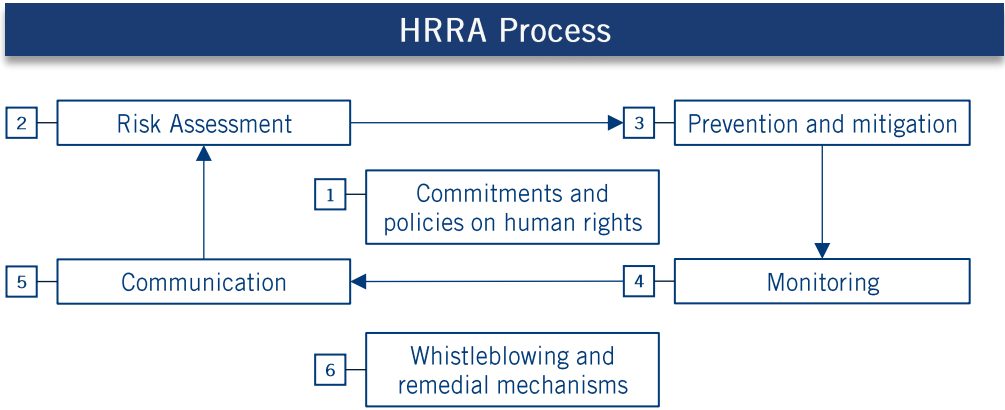 HRRA Process
2
Risk Assessment
3
Prevention and mitigation
1
Commitments and
policies on human rights
5
Communication
4
Monitoring
6
Whistleblowing and
remedial mechanisms